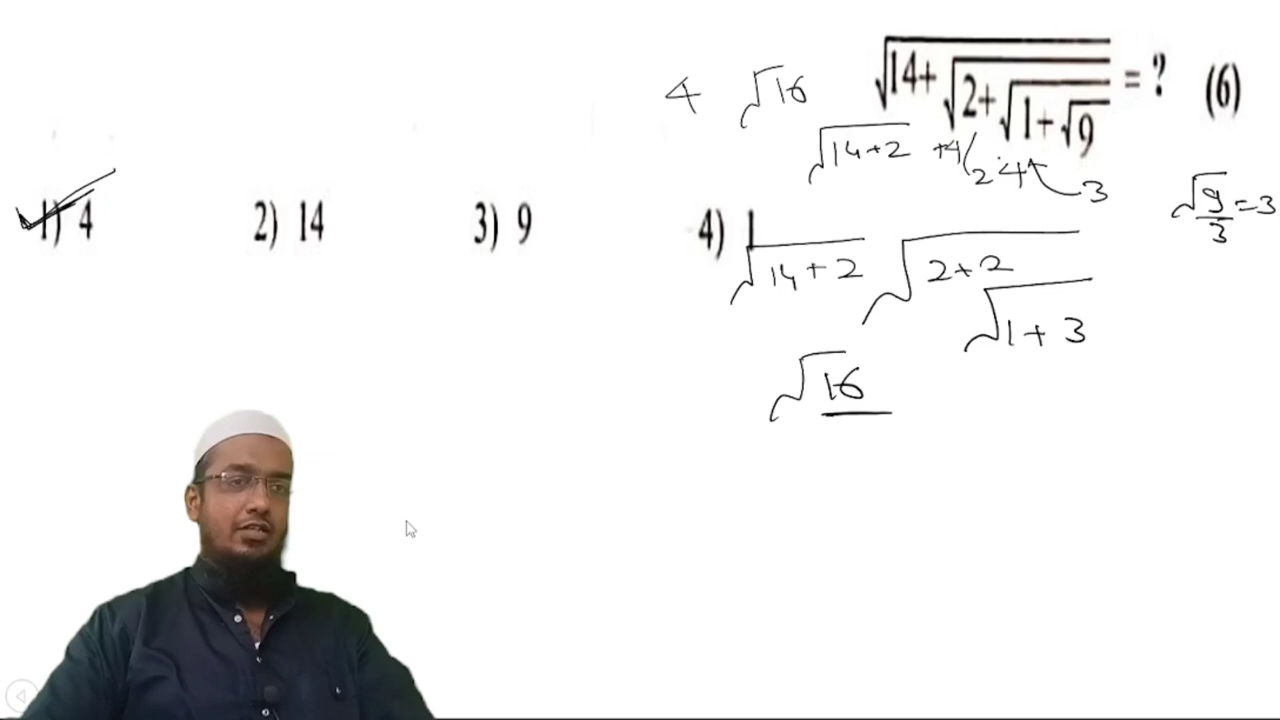 √(14+√(2+√(1+√9))) = ? (6)
4 √16
√(14+2) +4/2 4 3
√9/3 = 3
1) 4 2) 14 3) 9 4) 1
√(14+2) √(2+2)
√(1+3)
√16